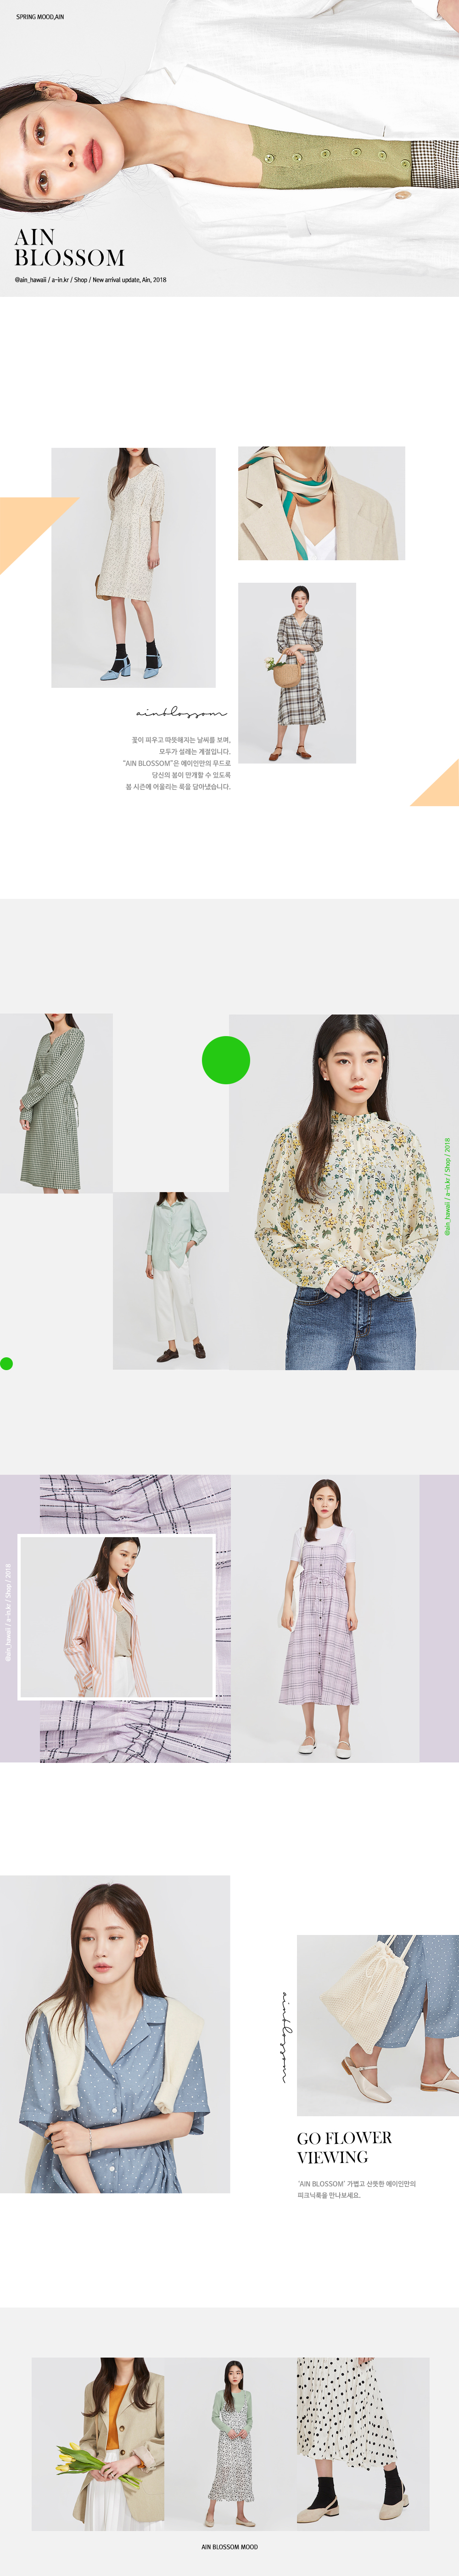 SPRING MOOD,AIN
AIN
BLOSSOM
@ain_hawaii / a-in.kr / Shop / New arrival update, Ain, 2018
ainblossom
꽃이 피우고 따뜻해지는 날씨를 보며,
모두가 설레는 계절입니다.
“AIN BLOSSOM”은 에이인만의 무드로
당신의 봄이 만개할 수 있도록
봄 시즌에 어울리는 룩을 담아냈습니다.
@ain_hawaii / a-in.kr / Shop / 2018
@ain_hawaii / a-in.kr / Shop / 2018
ainblossom
GO FLOWER
VIEWING
‘AIN BLOSSOM’ 가볍고 산뜻한 에이인만의
피크닉룩을 만나보세요.
AIN BLOSSOM MOOD